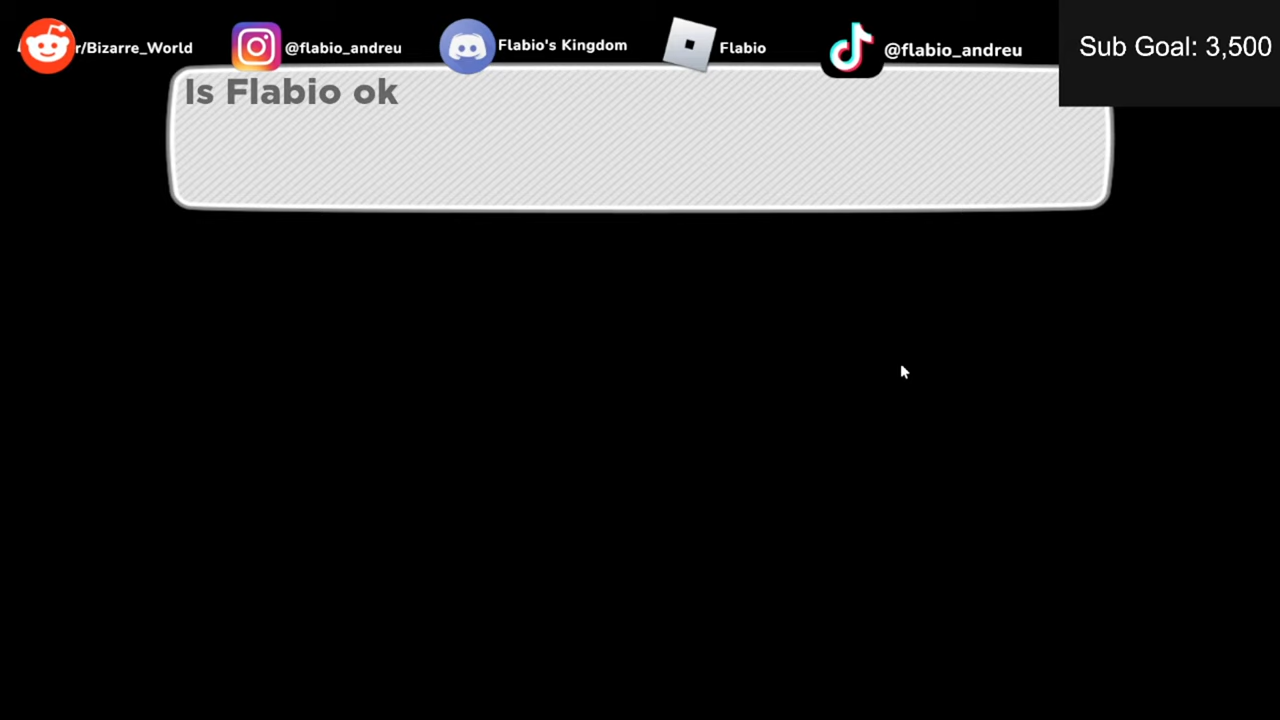 r/Bizarre_World
@flabio_andreu
Flabio's Kingdom
Flabio
@flabio_andreu
Sub Goal: 3,500
Is Flabio ok